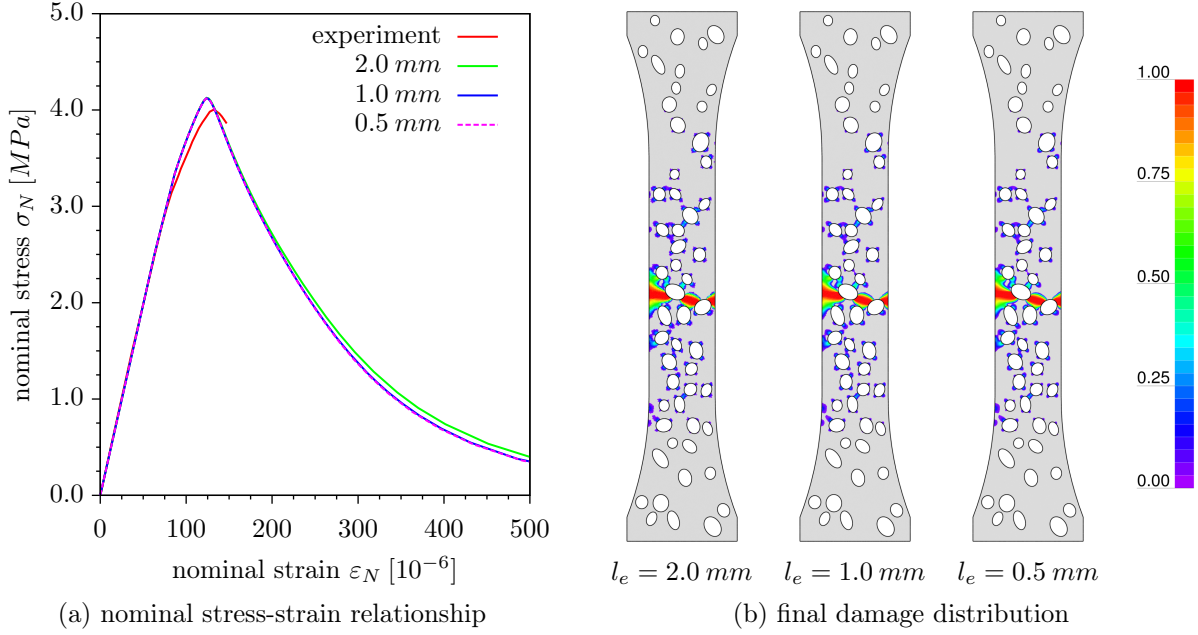 5.0
4.0
3.0
2.0
1.0
0.0
nominal stress σ_N [MPa]
experiment
2.0 mm
1.0 mm
0.5 mm
0 100 200 300 400 500
nominal strain ε_N [10⁻⁶]
(a) nominal stress-strain relationship
1.00
0.75
0.50
0.25
0.00
l_e = 2.0 mm l_e = 1.0 mm l_e = 0.5 mm
(b) final damage distribution